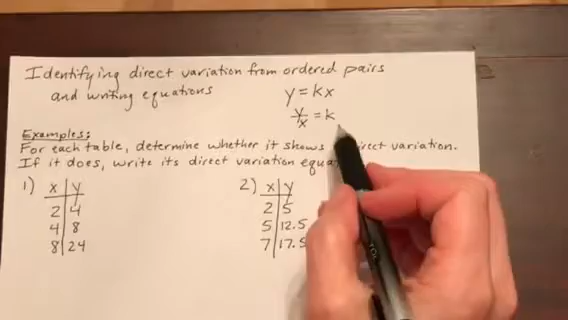 Identifying direct variation from ordered pairs
and writing equations
y = kx
y/x = k
Examples:
For each table, determine whether it shows direct variation.
If it does, write its direct variation
1) x | y
2 | 4
4 | 8
8 | 24
2) x | y
2 | 5
5 | 12.5
7 | 17.5